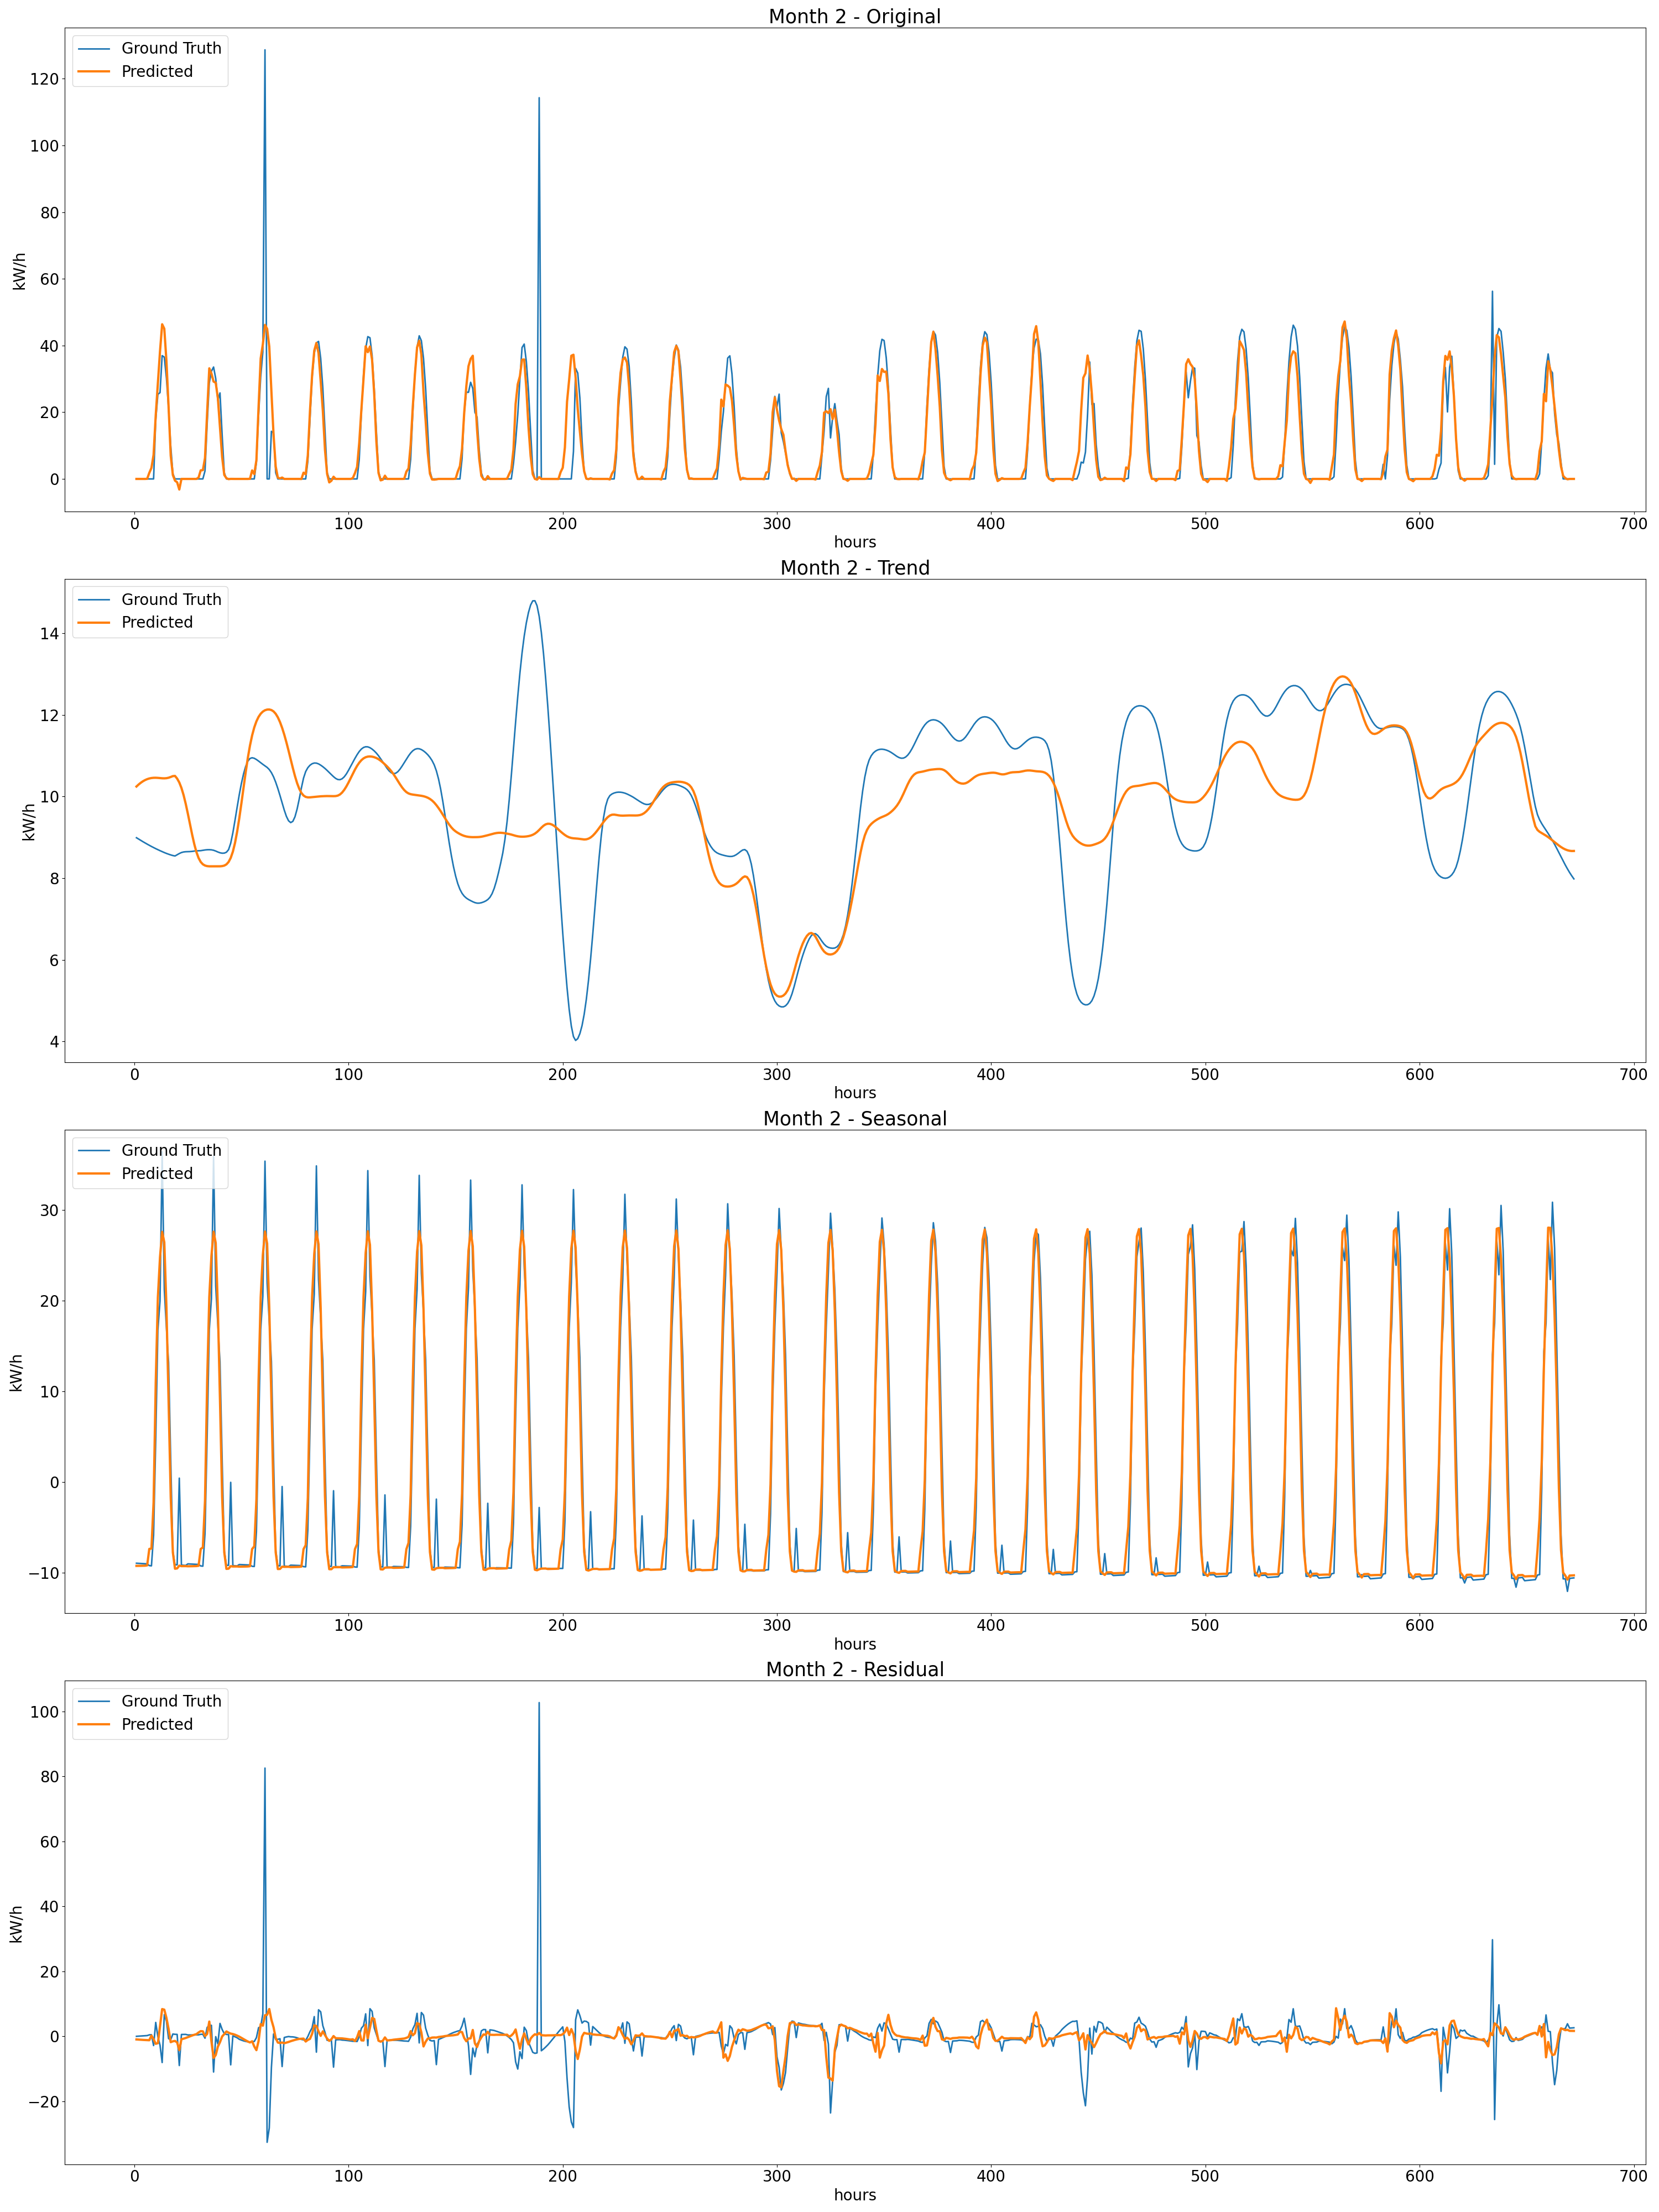 Month 2 - Original
Ground Truth
Predicted
kW/h
120
100
80
60
40
20
0
0 100 200 300 400 500 600 700
hours
Month 2 - Trend
Ground Truth
Predicted
kW/h
14
12
10
8
6
4
0 100 200 300 400 500 600 700
hours
Month 2 - Seasonal
Ground Truth
Predicted
kW/h
30
20
10
0
−10
0 100 200 300 400 500 600 700
hours
Month 2 - Residual
Ground Truth
Predicted
kW/h
100
80
60
40
20
0
−20
0 100 200 300 400 500 600 700
hours